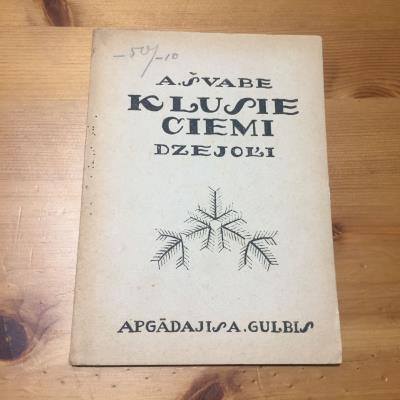 –50/–10
A. ŠVABE
KLUSIE
CIEMI
DZEJOĻI
APGĀDAJIS A. GULBIS